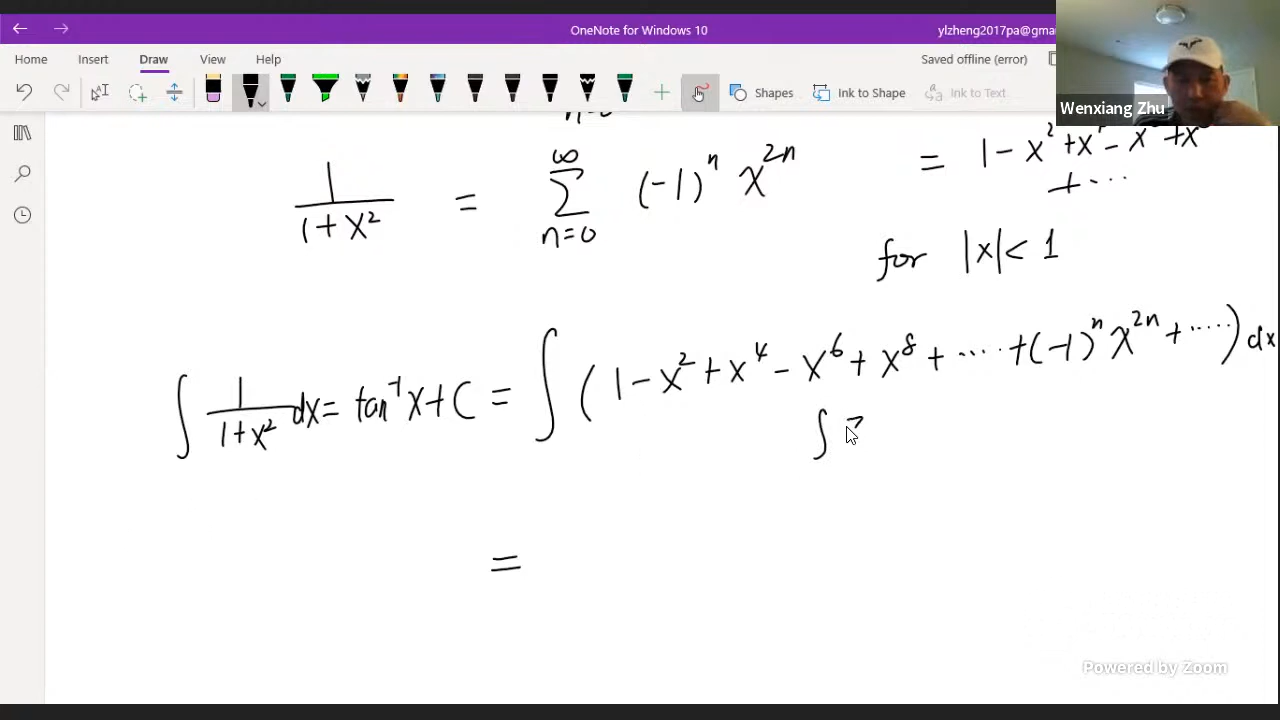 OneNote for Windows 10
ylzheng2017pa@gmai
Home Insert Draw View Help
Saved offline (error)
Shapes
Ink to Shape
Ink to Text
Wenxiang Zhu
1/(1+x²) = ∑_{n=0}^{∞} (-1)^n x^{2n} = 1 - x² + x⁴ -
+ ...
for |x| < 1
∫ 1/(1+x²) dx = tan⁻¹x + C = ∫ (1 - x² + x⁴ - x⁶ + x⁸ + .... + (-1)^n x^{2n} + .....) dx
∫
=
Powered by Zoom